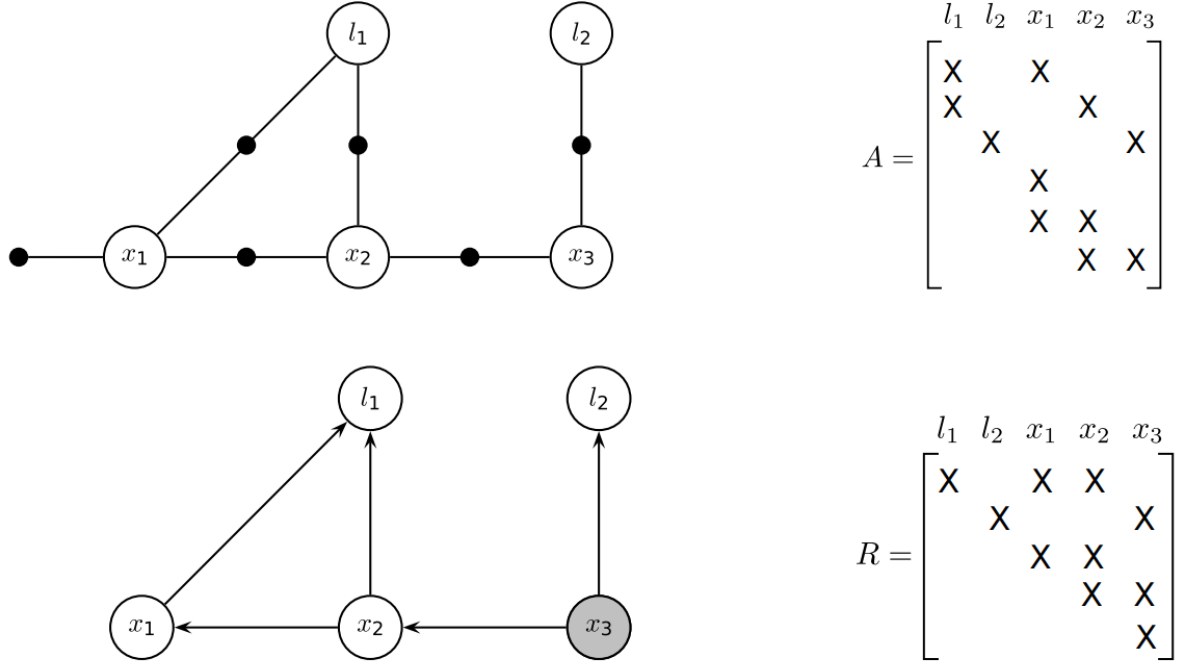 l₁ l₂
x₁ x₂ x₃
l₁ l₂ x₁ x₂ x₃
A =
X X
X X
X X
X
X X
X X
l₁ l₂
x₁ x₂ x₃
l₁ l₂ x₁ x₂ x₃
R =
X X X
X X
X X
X X
X